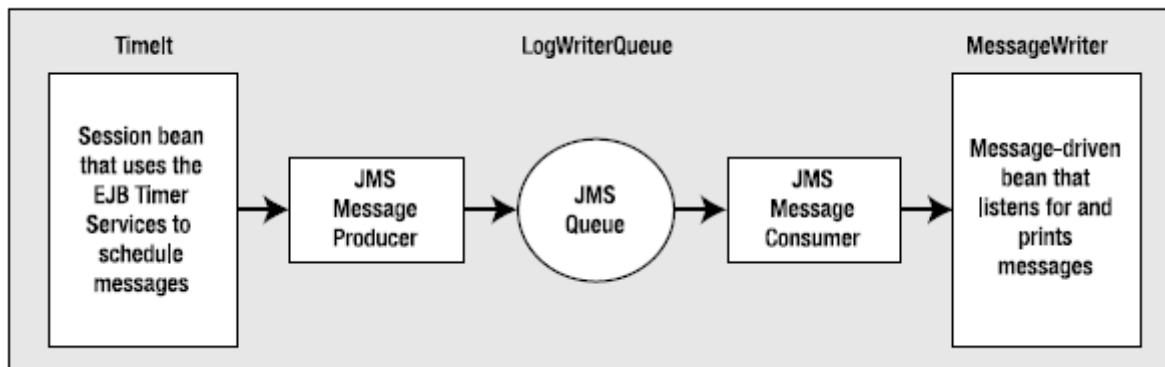 TimeIt
LogWriterQueue
MessageWriter
Session bean
that uses the
EJB Timer
Services to
schedule
messages
JMS
Message
Producer
JMS
Queue
JMS
Message
Consumer
Message-driven
bean that
listens for and
prints
messages